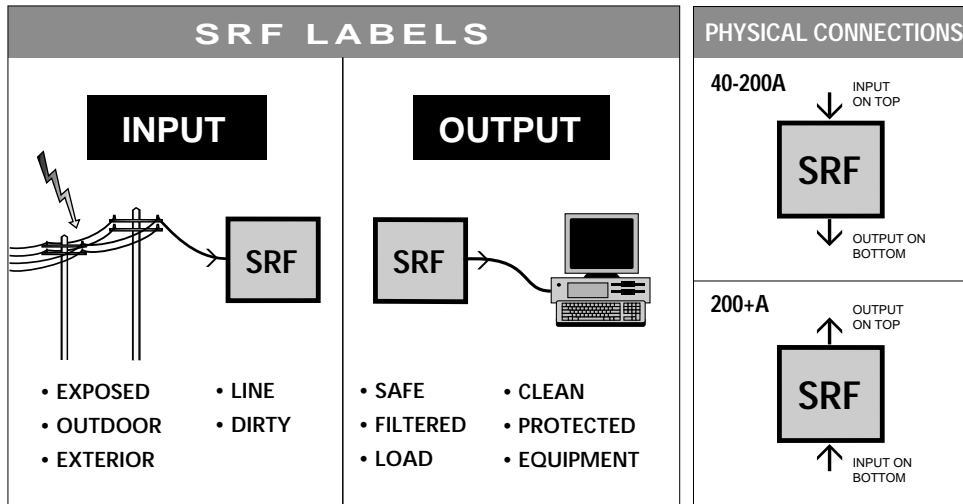 SRF LABELS
INPUT
SRF
• EXPOSED
• OUTDOOR
• EXTERIOR
• LINE
• DIRTY
OUTPUT
SRF
• SAFE
• FILTERED
• LOAD
• CLEAN
• PROTECTED
• EQUIPMENT
PHYSICAL CONNECTIONS
40-200A
INPUT
ON TOP
SRF
OUTPUT ON
BOTTOM
200+A
OUTPUT
ON TOP
SRF
INPUT ON
BOTTOM